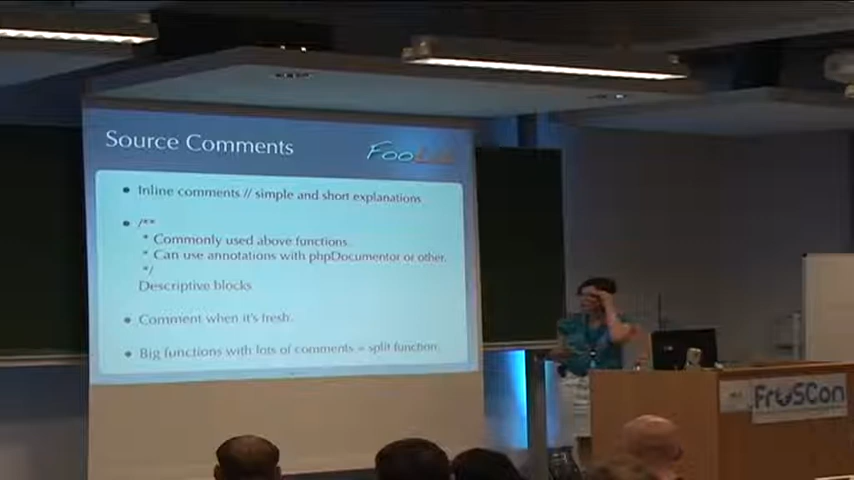 Source Comments
Foo
Inline comments // simple and short explanations
/**
* Commonly used above functions.
* Can use annotations with phpDocumentor or other.
*/
Descriptive blocks
Comment when it's fresh.
Big functions with lots of comments = split function.
FrOSCon